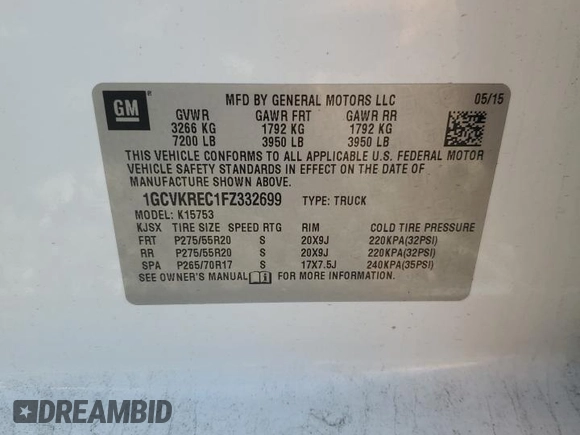 GM
MFD BY GENERAL MOTORS LLC 05/15
GVWR GAWR FRT GAWR RR
3266 KG 1792 KG 1792 KG
7200 LB 3950 LB 3950 LB
THIS VEHICLE CONFORMS TO ALL APPLICABLE U.S. FEDERAL MOTOR
VEHICLE SAFETY STANDARDS IN EFFECT ON THE DATE OF
MANUFACTURE SHOWN ABOVE.
1GCVKREC1FZ332699 TYPE: TRUCK
MODEL: K15753
KJSX TIRE SIZE SPEED RTG RIM COLD TIRE PRESSURE
FRT P275/55R20 S 20X9J 220KPA(32PSI)
RR P275/55R20 S 20X9J 220KPA(32PSI)
SPA P265/70R17 S 17X7.5J 240KPA(35PSI)
SEE OWNER'S MANUAL FOR MORE INFORMATION.
DREAMBID